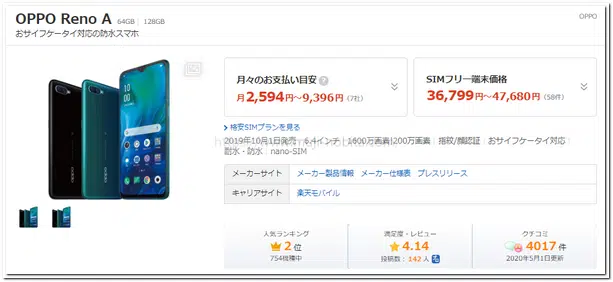 OPPO Reno A 64GB | 128GB
OPPO
おサイフケータイ対応の防水スマホ
月々のお支払い目安 ?
月2,594円～9,396円 (7社)
SIMフリー端末価格
36,799円～47,680円 (58件)
格安SIMプランを見る
2019年10月1日発売 6.4インチ 1600万画素|200万画素 指紋/顔認証 おサイフケータイ対応
耐水・防水 nano-SIM
メーカーサイト メーカー製品情報 メーカー仕様表 プレスリリース
キャリアサイト 楽天モバイル
人気ランキング
2位
754機種中
満足度・レビュー
4.14
投稿数：142人
クチコミ
4017件
2020年5月1日更新